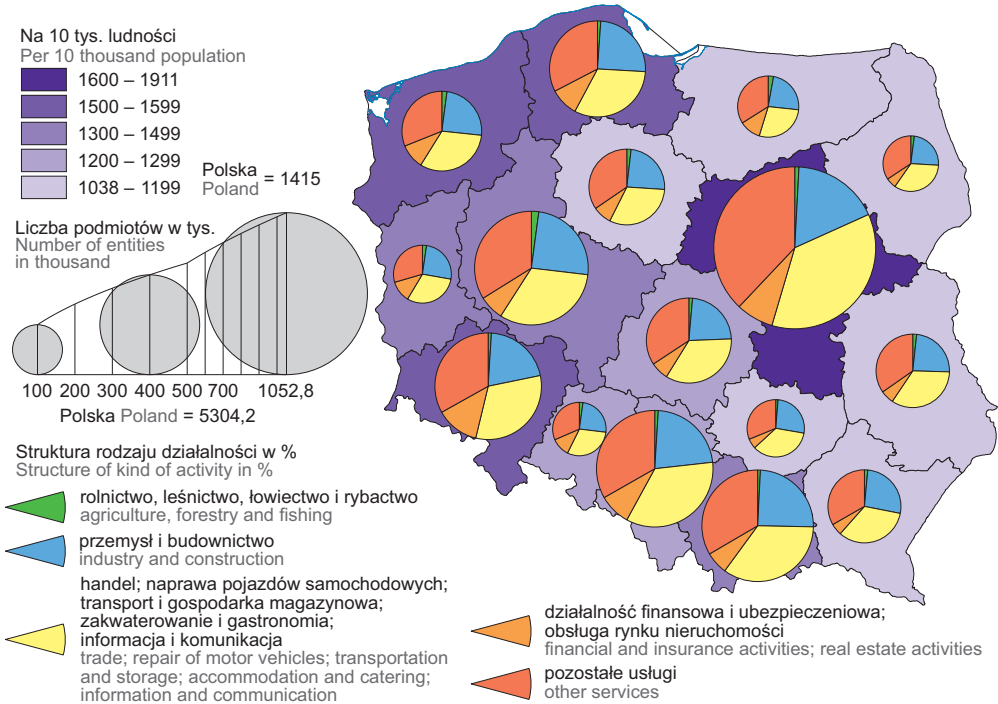 Na 10 tys. ludności
Per 10 thousand population
1600 – 1911
1500 – 1599
1300 – 1499
1200 – 1299
1038 – 1199
Polska
Poland = 1415
Liczba podmiotów w tys.
Number of entities
in thousand
100 200 300 400 500 700 1052,8
Polska Poland = 5304,2
Struktura rodzaju działalności w %
Structure of kind of activity in %
rolnictwo, leśnictwo, łowiectwo i rybactwo
agriculture, forestry and fishing
przemysł i budownictwo
industry and construction
handel; naprawa pojazdów samochodowych;
transport i gospodarka magazynowa;
zakwaterowanie i gastronomia;
informacja i komunikacja
trade; repair of motor vehicles; transportation
and storage; accommodation and catering;
information and communication
działalność finansowa i ubezpieczeniowa;
obsługa rynku nieruchomości
financial and insurance activities; real estate activities
pozostałe usługi
other services